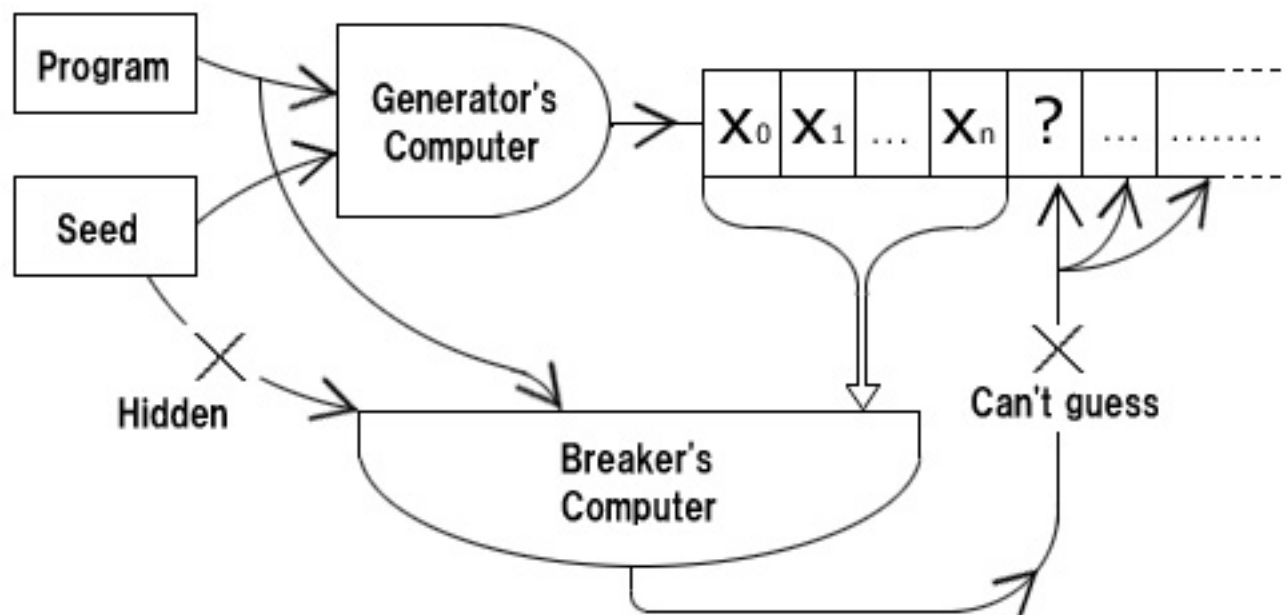 Program
Generator's
Computer
X0 X1 ... Xn ? ... .......
Seed
Hidden
Can't guess
Breaker's
Computer